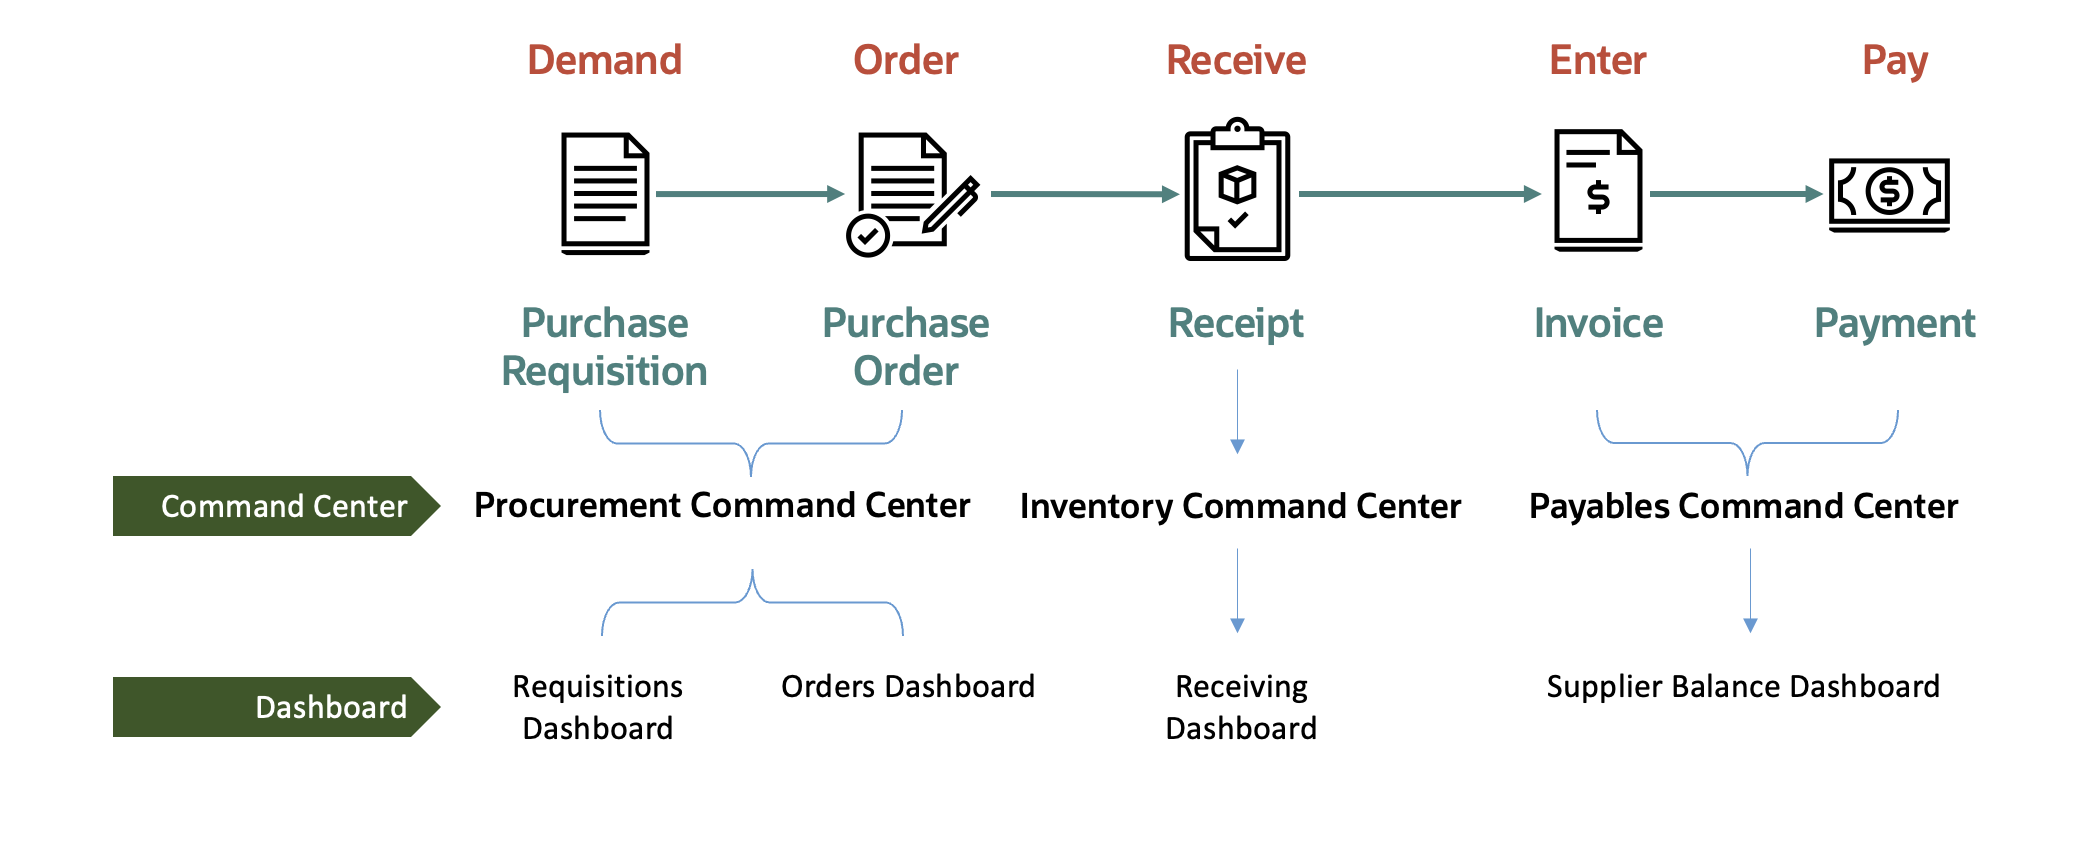 Demand
Order
Receive
Enter
Pay
$
$
Purchase
Requisition
Purchase
Order
Receipt
Invoice
Payment
Command Center
Procurement Command Center
Inventory Command Center
Payables Command Center
Dashboard
Requisitions
Dashboard
Orders Dashboard
Receiving
Dashboard
Supplier Balance Dashboard